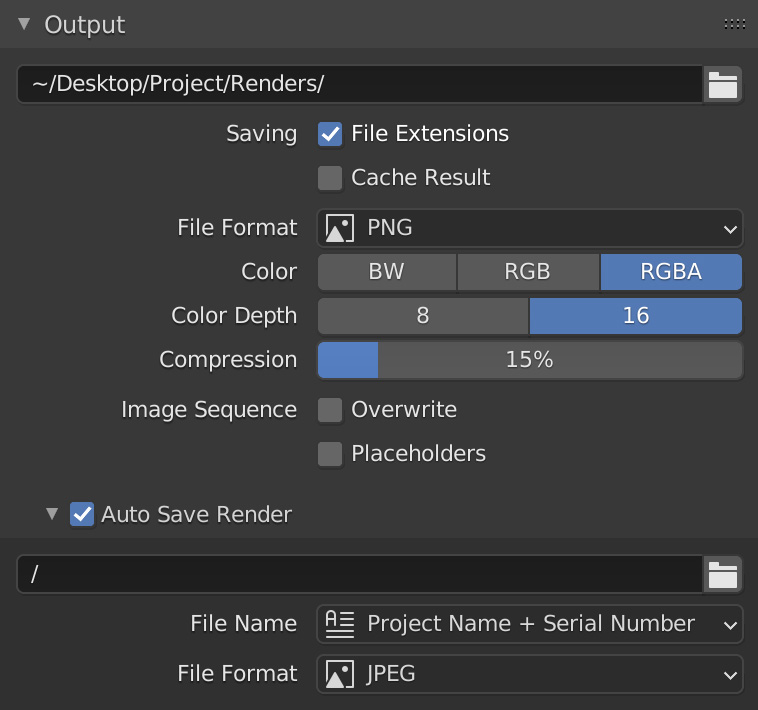 Output
~/Desktop/Project/Renders/
Saving File Extensions
Cache Result
File Format PNG
Color BW RGB RGBA
Color Depth 8 16
Compression 15%
Image Sequence Overwrite
Placeholders
Auto Save Render
/
File Name Project Name + Serial Number
File Format JPEG